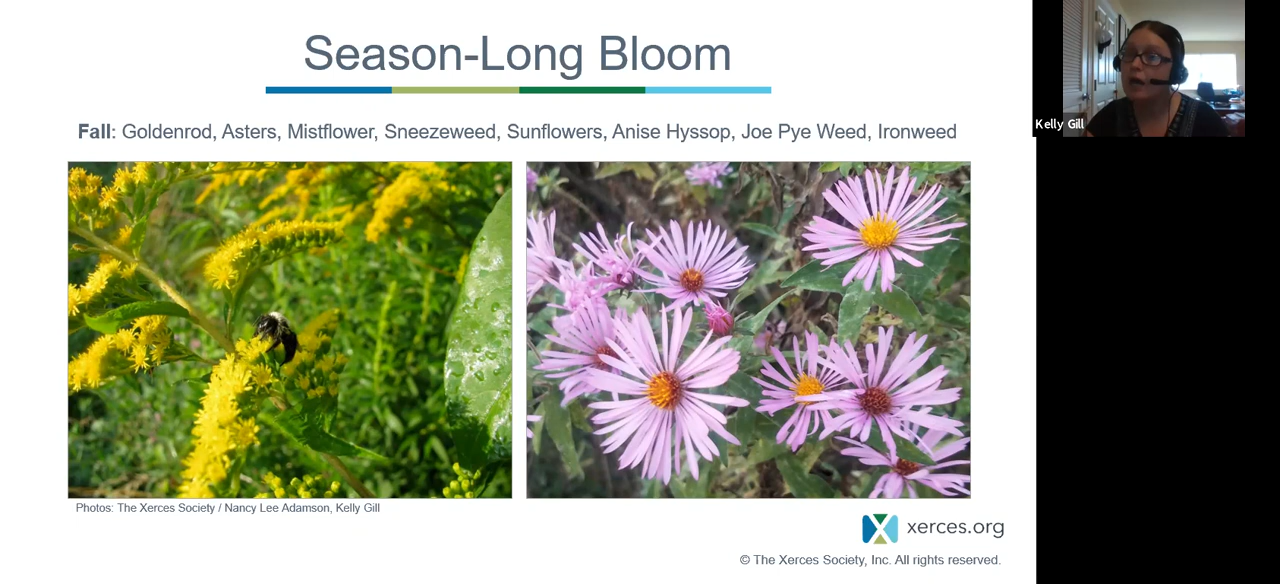 Season-Long Bloom
Fall: Goldenrod, Asters, Mistflower, Sneezeweed, Sunflowers, Anise Hyssop, Joe Pye Weed, Ironweed
Kelly Gill
Photos: The Xerces Society / Nancy Lee Adamson, Kelly Gill
xerces.org
© The Xerces Society, Inc. All rights reserved.